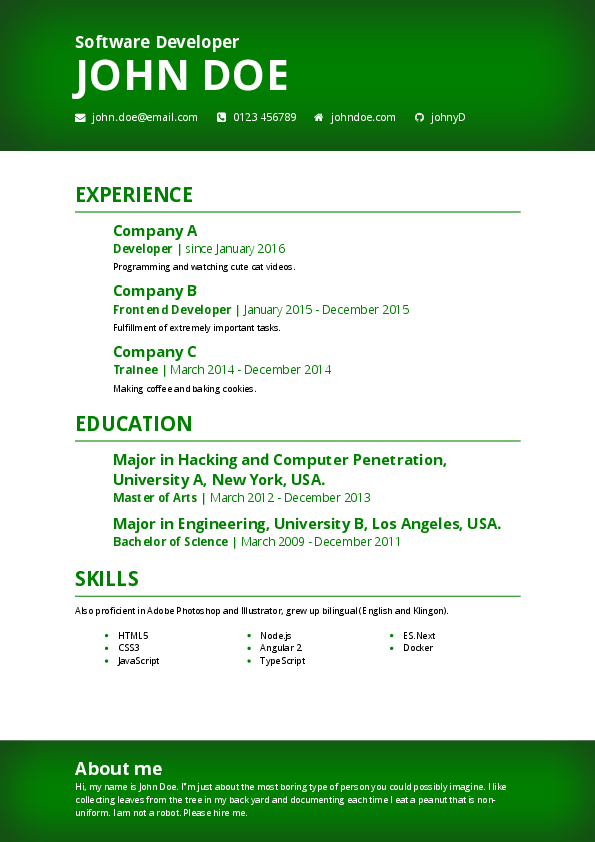 Software Developer
JOHN DOE
john.doe@email.com 0123 456789 johndoe.com johnyD
EXPERIENCE
Company A
Developer | since January 2016
Programming and watching cute cat videos.
Company B
Frontend Developer | January 2015 - December 2015
Fulfillment of extremely important tasks.
Company C
Trainee | March 2014 - December 2014
Making coffee and baking cookies.
EDUCATION
Major in Hacking and Computer Penetration,
University A, New York, USA.
Master of Arts | March 2012 - December 2013
Major in Engineering, University B, Los Angeles, USA.
Bachelor of Science | March 2009 - December 2011
SKILLS
Also proficient in Adobe Photoshop and Illustrator, grew up bilingual (English and Klingon).
HTML5 Node.js ES.Next
CSS3 Angular 2 Docker
JavaScript TypeScript
About me
Hi, my name is John Doe. I"m just about the most boring type of person you could possibly imagine. I like
collecting leaves from the tree in my back yard and documenting each time I eat a peanut that is non-
uniform. I am not a robot. Please hire me.